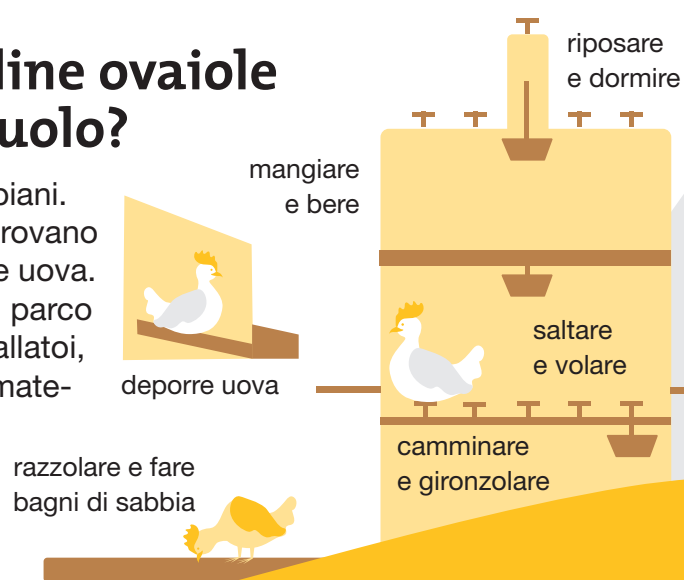 line ovaiole
uolo?
piani.
rovano
e uova.
parco
allatoi,
mate-
riposare
e dormire
mangiare
e bere
deporre uova
saltare
e volare
camminare
e gironzolare
razzolare e fare
bagni di sabbia